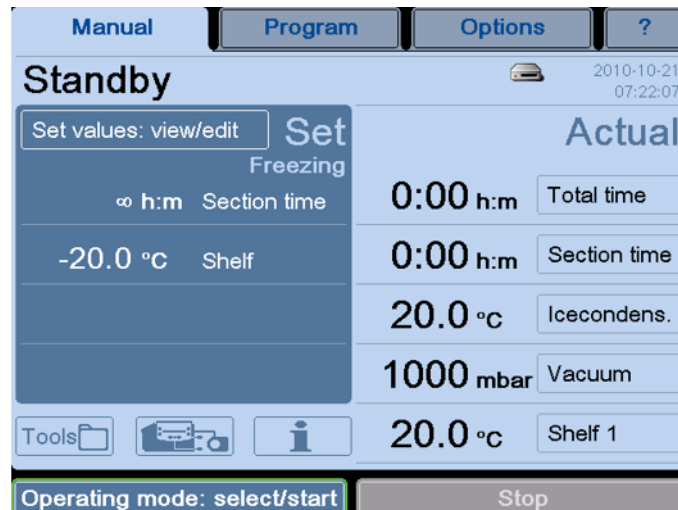 Manual Program Options ?
Standby
2010-10-21
07:22:07
Set values: view/edit Set
Freezing
∞ h:m Section time
-20.0 °C Shelf
Actual
0:00 h:m Total time
0:00 h:m Section time
20.0 °C Icecondens.
1000 mbar Vacuum
20.0 °C Shelf 1
Tools
i
Operating mode: select/start Stop